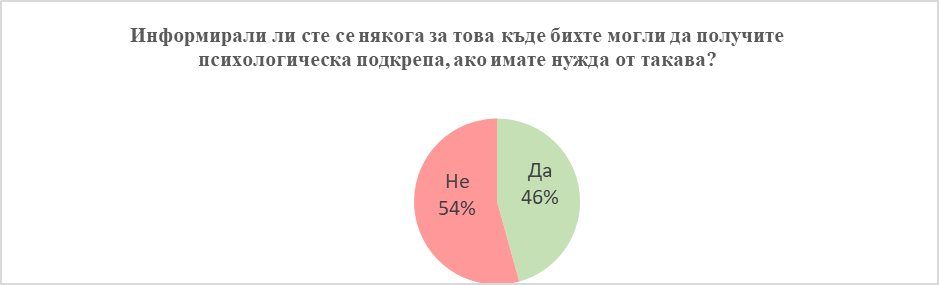 Информирали ли сте се някога за това къде бихте могли да получите
психологическа подкрепа, ако имате нужда от такава?
Не
54%
Да
46%